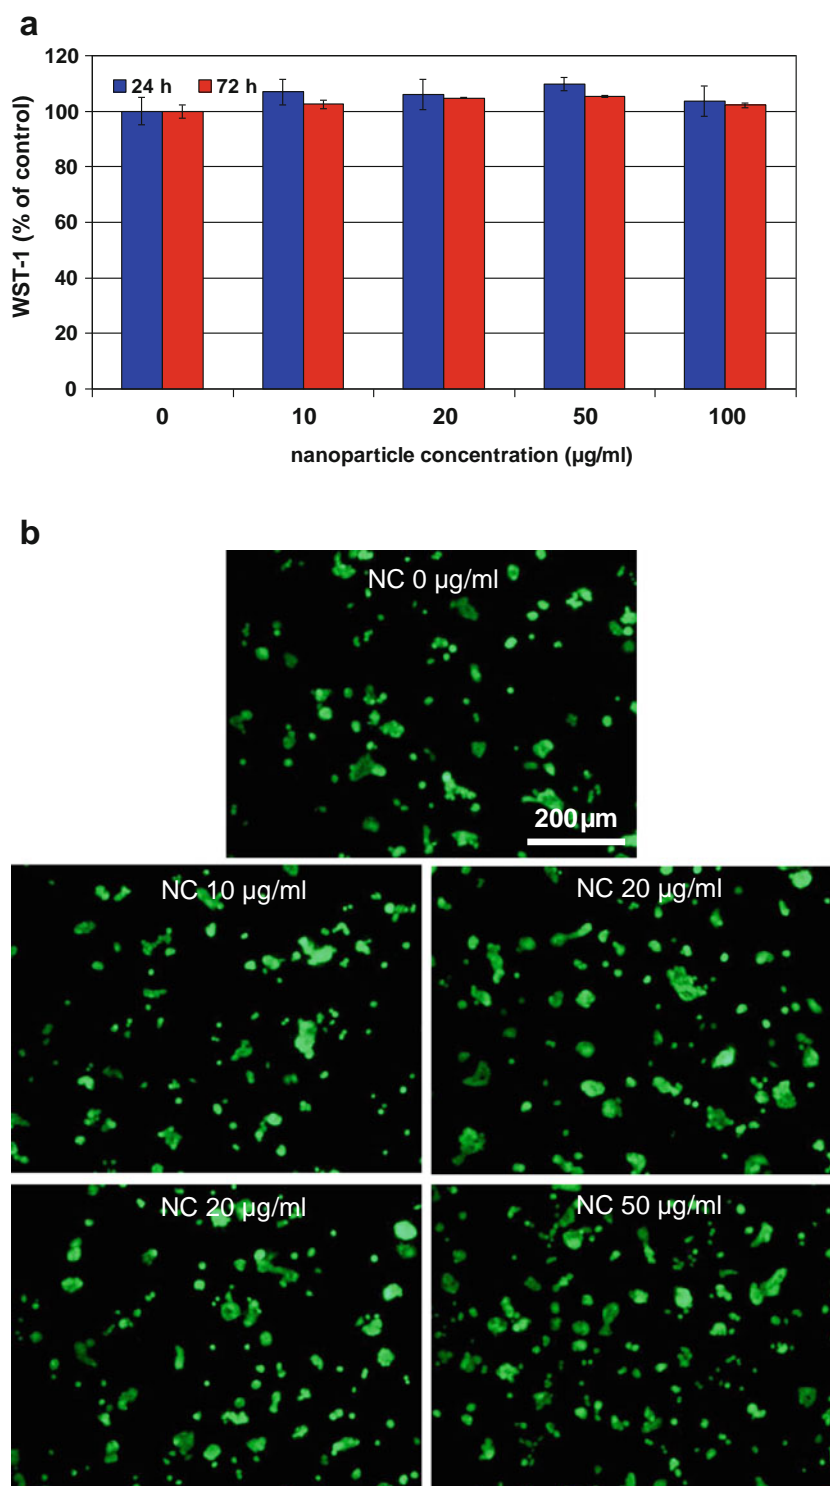 a
120
100
80
60
40
20
0
WST-1 (% of control)
24 h 72 h
0 10 20 50 100
nanoparticle concentration (µg/ml)
b
NC 0 µg/ml
200µm
NC 10 µg/ml
NC 20 µg/ml
NC 20 µg/ml
NC 50 µg/ml